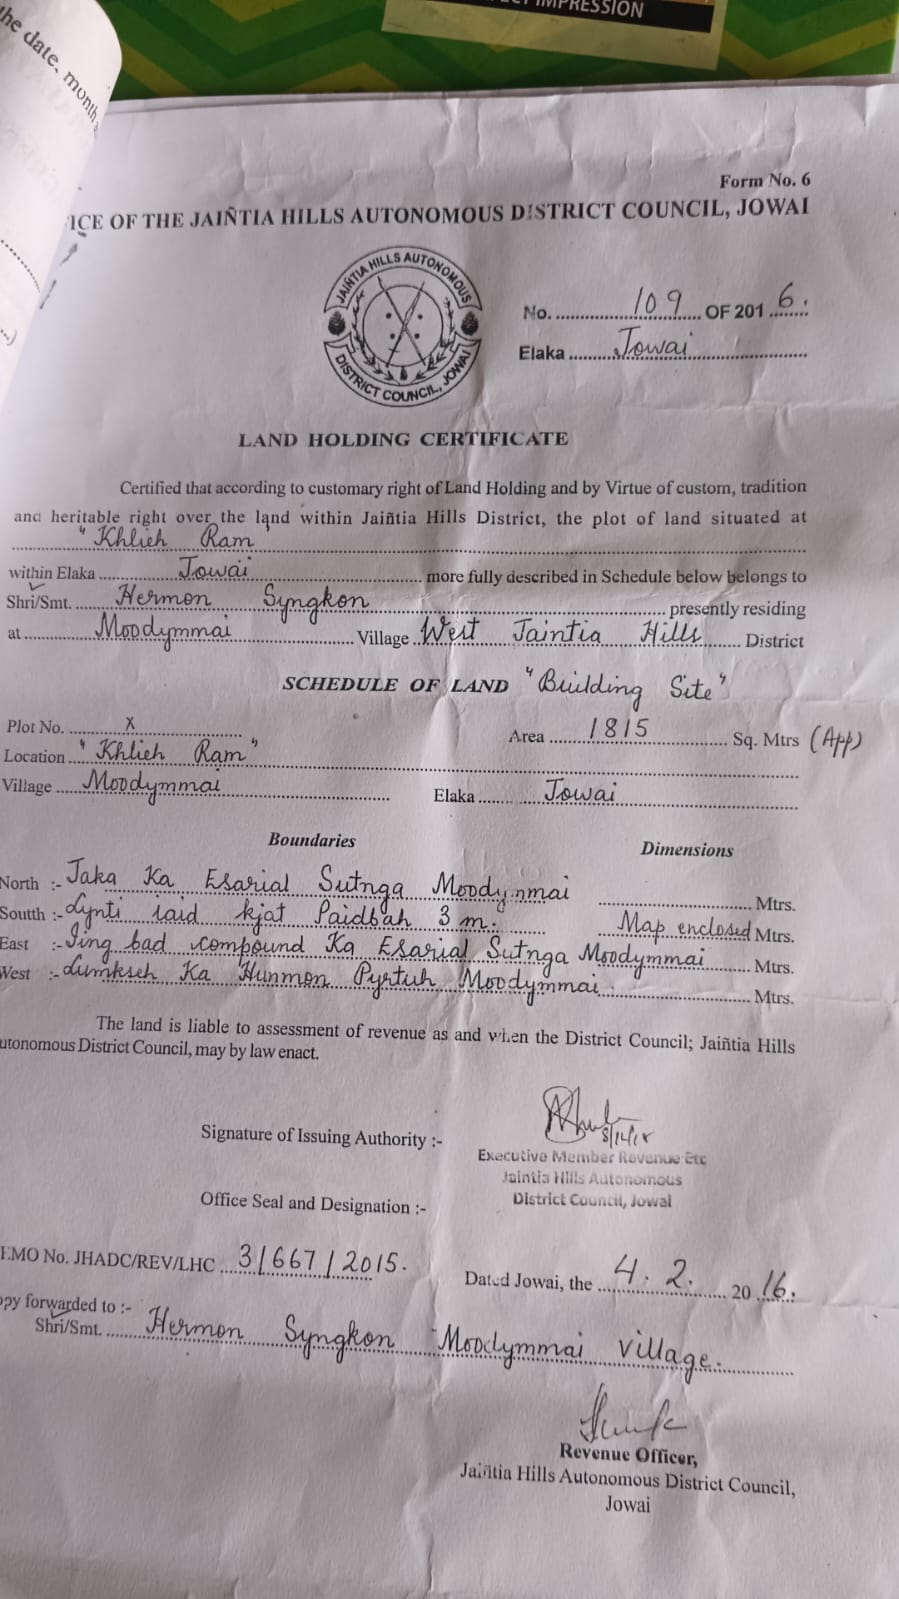 he date, month
PRESSION
Form No. 6
ICE OF THE JAIÑTIA HILLS AUTONOMOUS DISTRICT COUNCIL, JOWAI
JAIÑTIA HILLS AUTONOMOUS
DISTRICT COUNCIL, JOWAI
No. 109 OF 2016.
Elaka Jowai
LAND HOLDING CERTIFICATE
Certified that according to customary right of Land Holding and by Virtue of custom, tradition
and heritable right over the land within Jaiñtia Hills District, the plot of land situated at
"Khlieh Ram"
within Elaka Jowai more fully described in Schedule below belongs to
Shri/Smt. Hermon Syngkon presently residing
at Moodymmai Village West Jaintia Hills District
SCHEDULE OF LAND "Building Site"
Plot No. X Area 1815 Sq. Mtrs (App)
Location "Khlieh Ram"
Village Moodymmai Elaka Jowai
Boundaries Dimensions
North :- Jaka Ka Esarial Sutnga Moodymmai Mtrs.
Soutth :- Lynti iaid kjat Paidbah 3 m. Map enclosed Mtrs.
East :- Jing bad compound Ka Esarial Sutnga Moodymmai Mtrs.
West :- Lumkseh Ka Hunmon Pyrtuh Moodymmai Mtrs.
The land is liable to assessment of revenue as and when the District Council; Jaiñtia Hills
utonomous District Council, may by law enact.
Signature of Issuing Authority :-
Executive Member Revenue Etc
Jaintia Hills Autonomous
District Council, Jowai
Office Seal and Designation :-
EMO No. JHADC/REV/LHC 3/667/2015.
Dated Jowai, the 4.2. 2016.
opy forwarded to :-
Shri/Smt. Hermon Syngkon Moodymmai village.
Revenue Officer,
Jaiñtia Hills Autonomous District Council,
Jowai